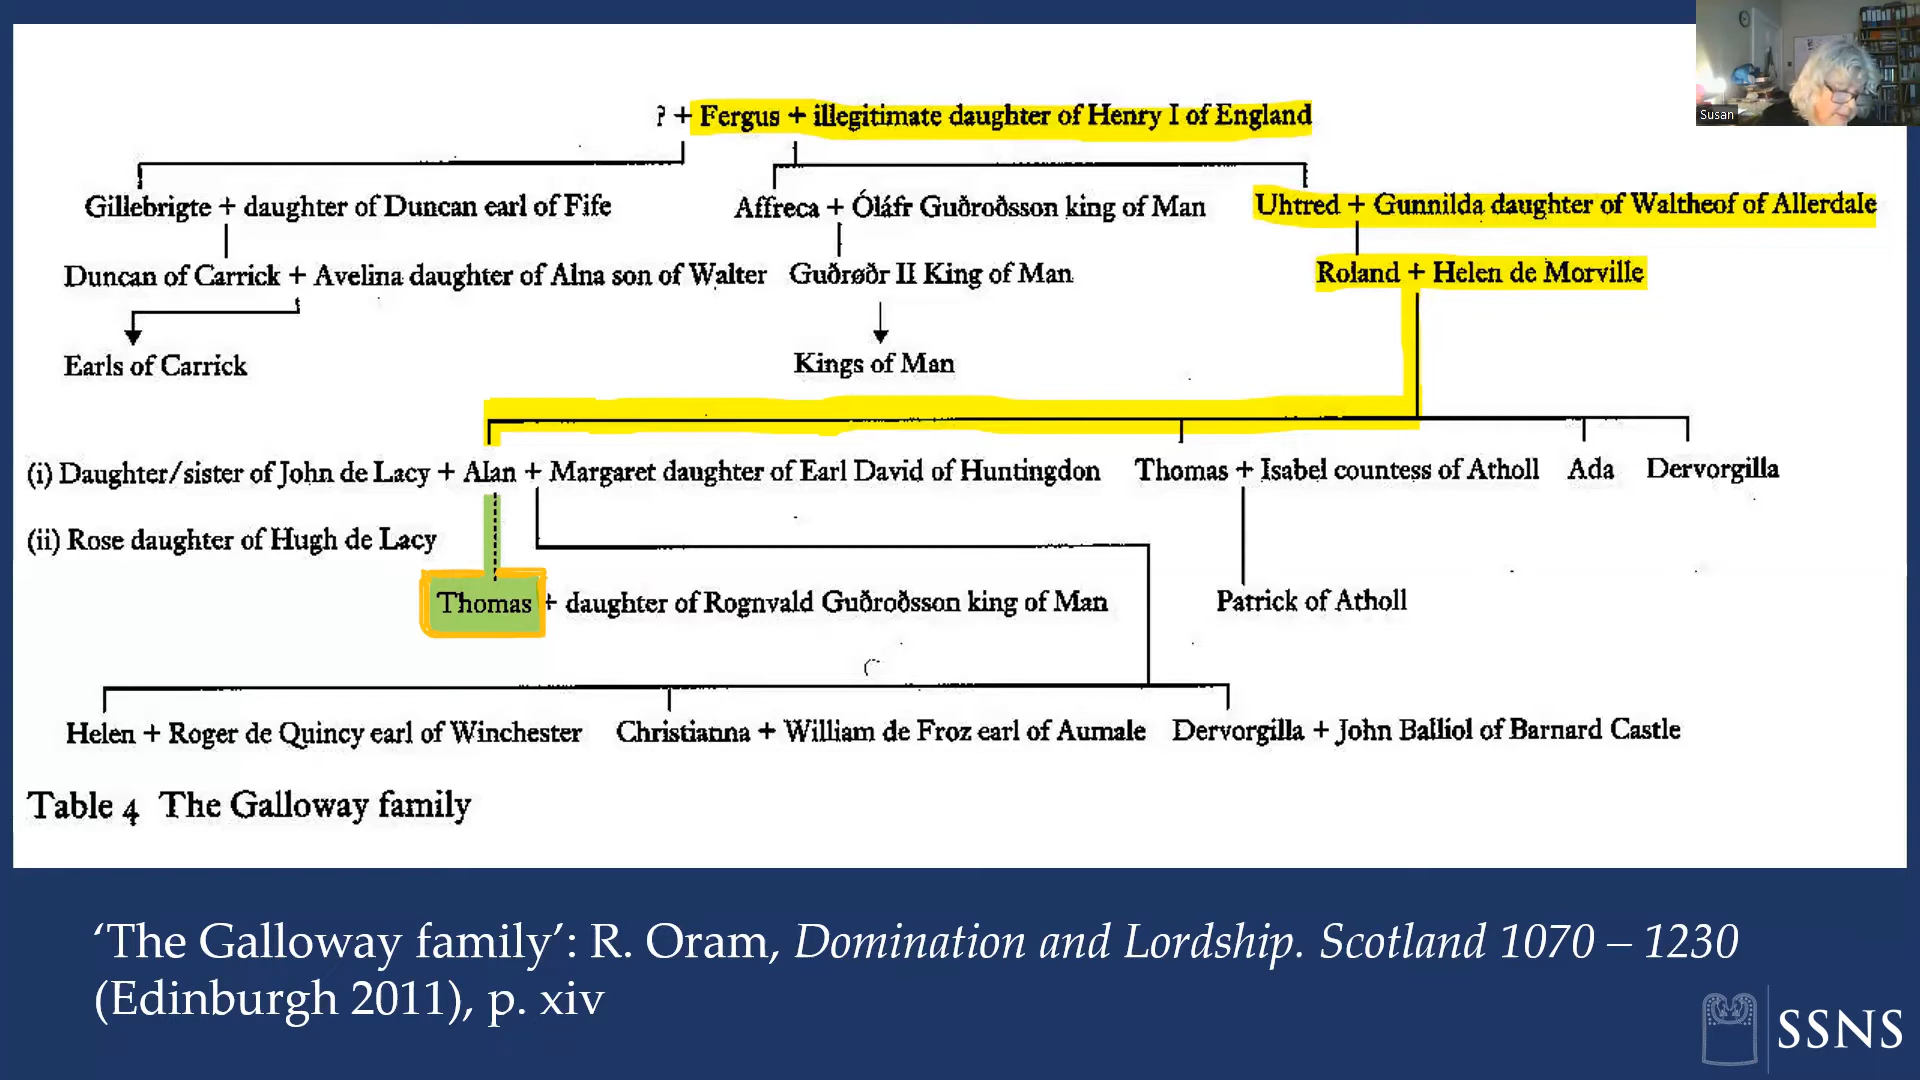 Susan
? + Fergus + illegitimate daughter of Henry I of England
Gillebrigte + daughter of Duncan earl of Fife
Affreca + Óláfr Guðroðsson king of Man
Uhtred + Gunnilda daughter of Waltheof of Allerdale
Duncan of Carrick + Avelina daughter of Alna son of Walter
Guðrøðr II King of Man
Roland + Helen de Morville
Earls of Carrick
Kings of Man
(i) Daughter/sister of John de Lacy + Alan + Margaret daughter of Earl David of Huntingdon
Thomas + Isabel countess of Atholl
Ada
Dervorgilla
(ii) Rose daughter of Hugh de Lacy
Thomas + daughter of Rognvald Guðroðsson king of Man
Patrick of Atholl
Helen + Roger de Quincy earl of Winchester
Christianna + William de Froz earl of Aumale
Dervorgilla + John Balliol of Barnard Castle
Table 4 The Galloway family
‘The Galloway family’: R. Oram, Domination and Lordship. Scotland 1070 – 1230
(Edinburgh 2011), p. xiv
SSNS